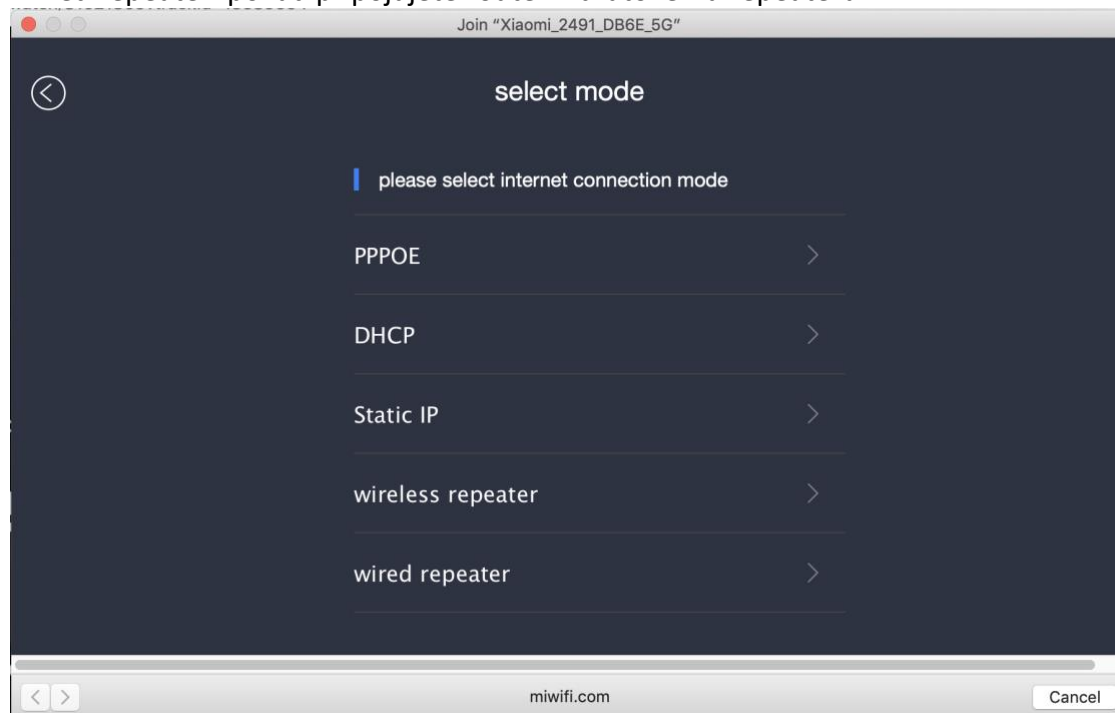 Join “Xiaomi_2491_DB6E_5G”
select mode
please select internet connection mode
PPPOE
DHCP
Static IP
wireless repeater
wired repeater
miwifi.com
Cancel